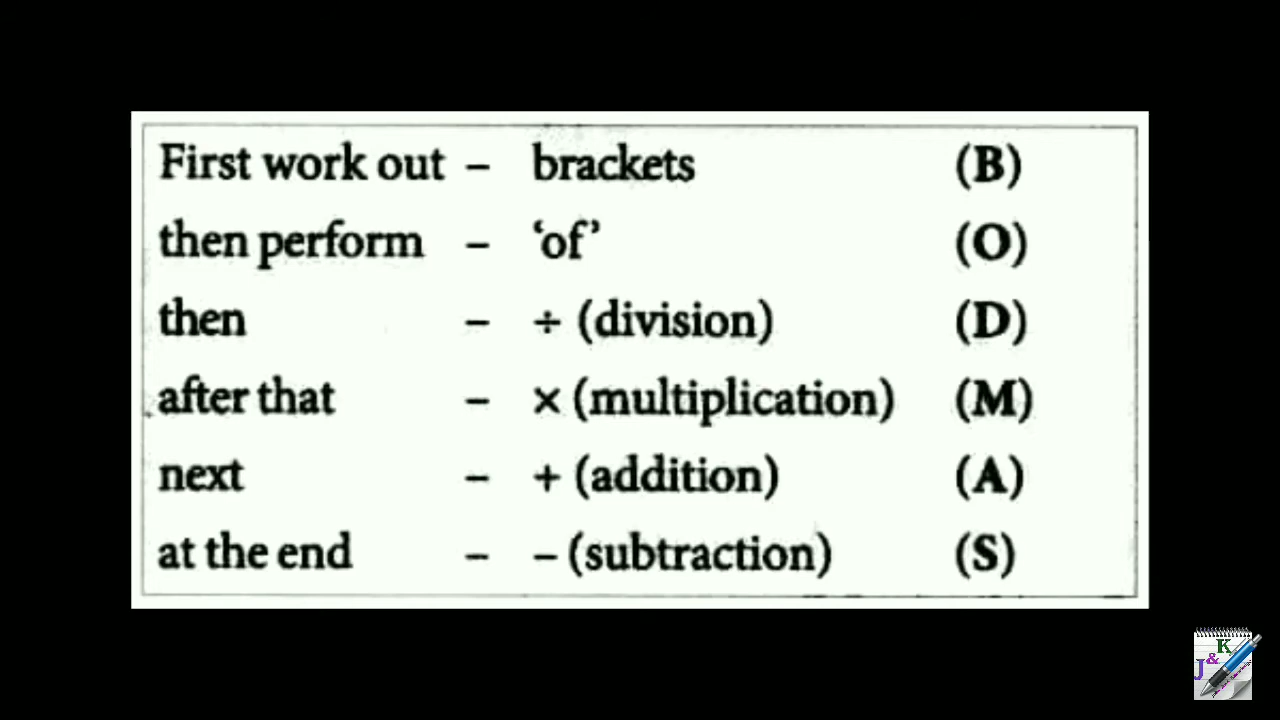 First work out – brackets (B)
then perform – 'of' (O)
then – ÷ (division) (D)
after that – × (multiplication) (M)
next – + (addition) (A)
at the end – – (subtraction) (S)
J & K